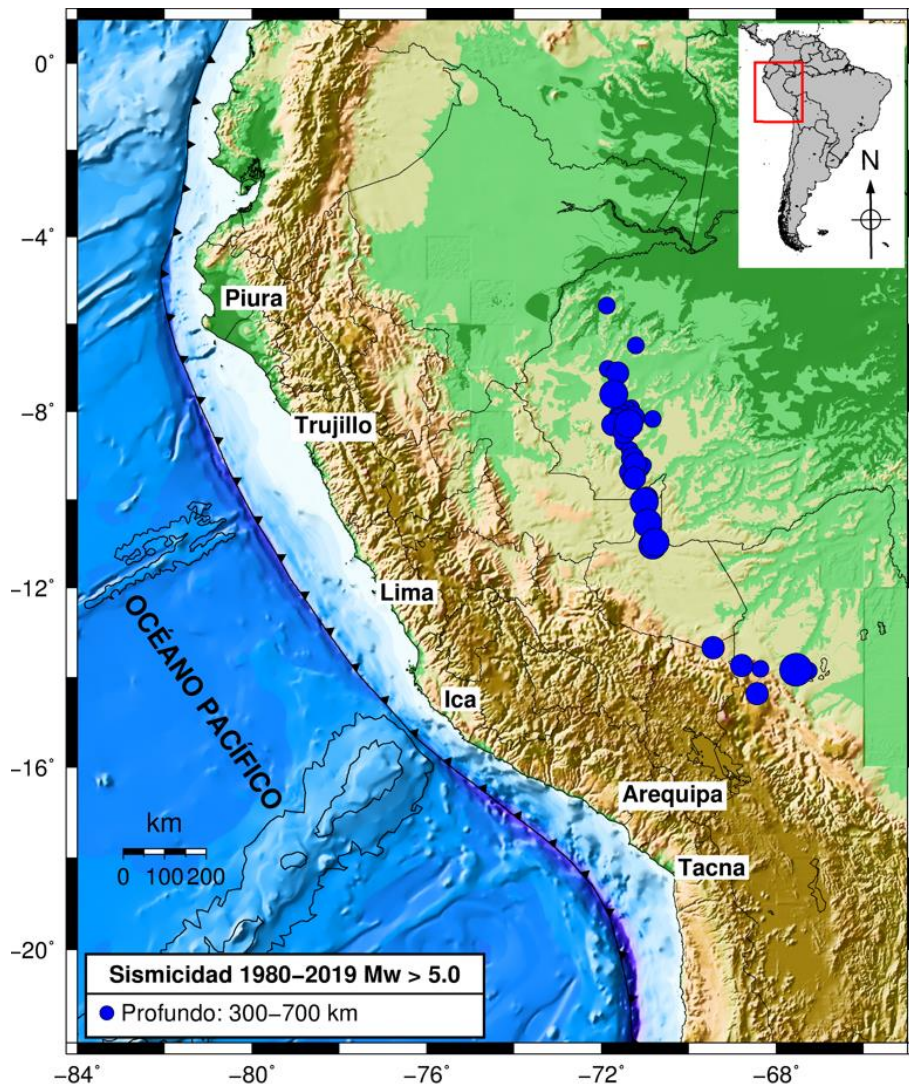 0°
−4°
−8°
−12°
−16°
−20°
−84°
−80°
−76°
−72°
−68°
N
Piura
Trujillo
Lima
Ica
Arequipa
Tacna
OCÉANO PACÍFICO
km
0 100 200
Sismicidad 1980−2019 Mw > 5.0
Profundo: 300−700 km